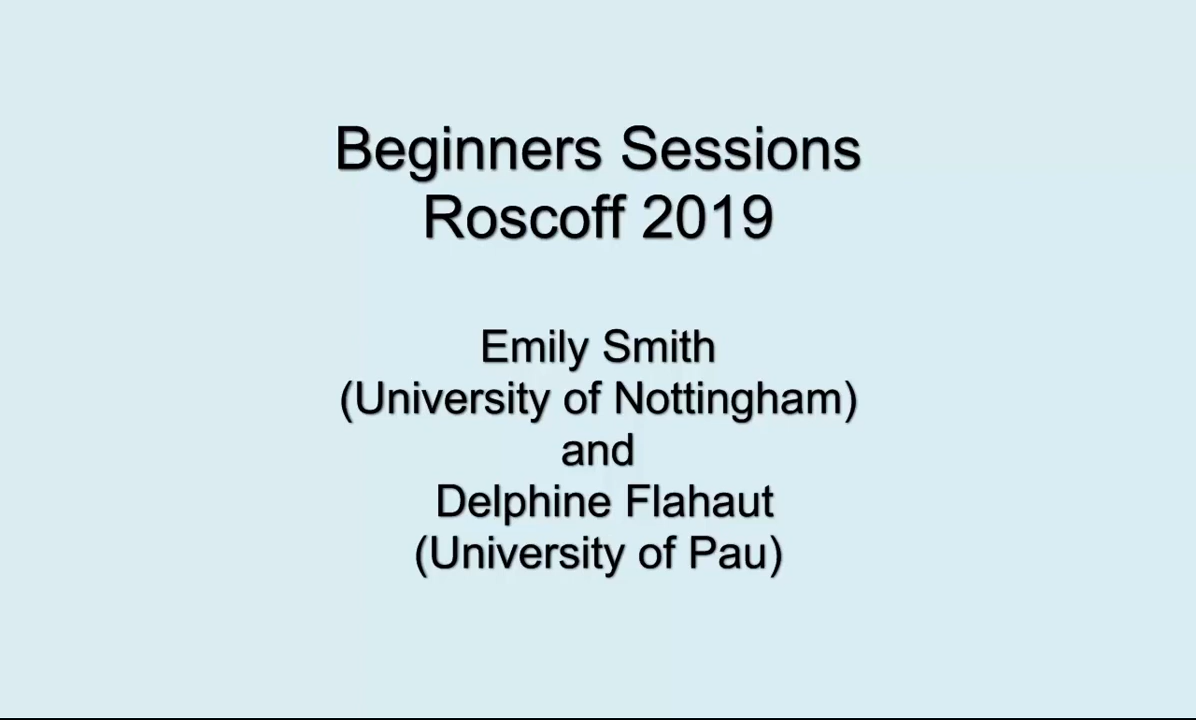 Beginners Sessions
Roscoff 2019
Emily Smith
(University of Nottingham)
and
Delphine Flahaut
(University of Pau)